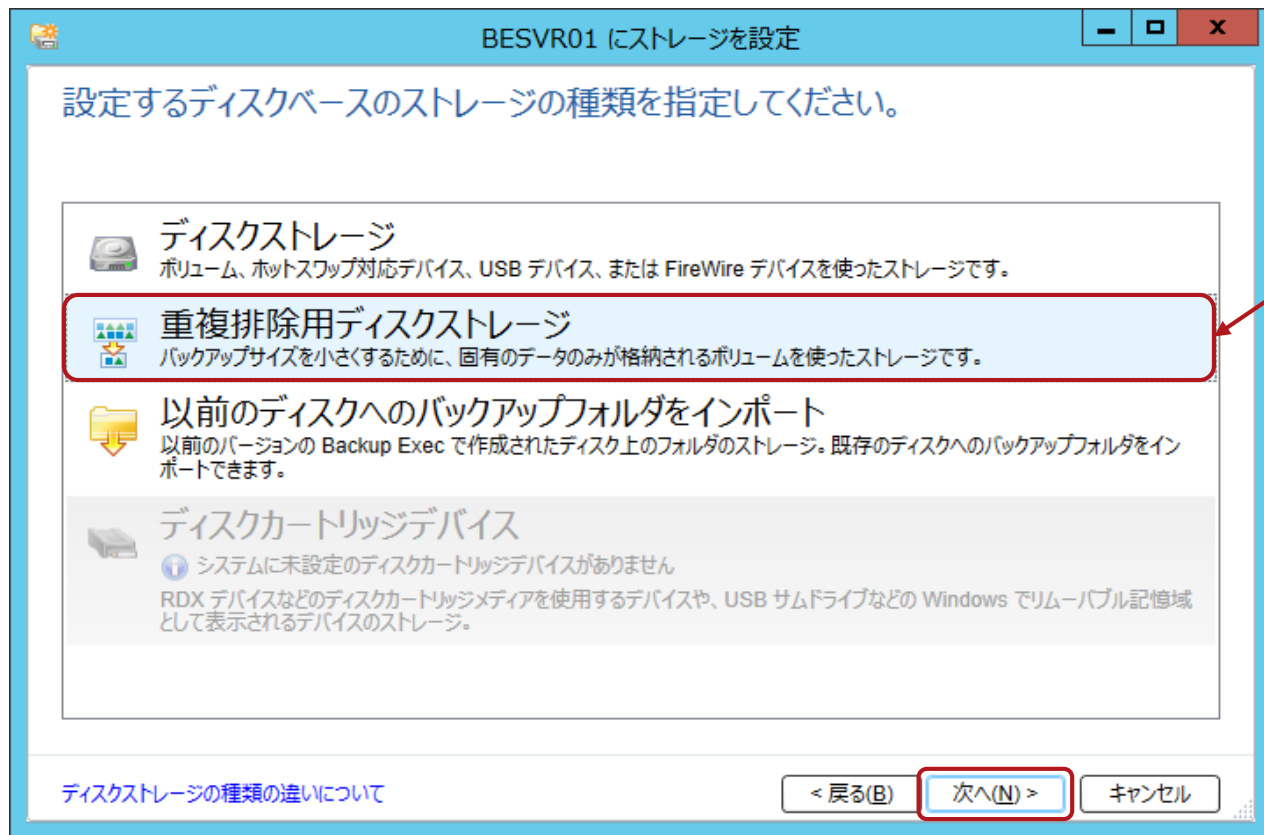 BESVR01 にストレージを設定
設定するディスクベースのストレージの種類を指定してください。
ディスクストレージ
ボリューム、ホットスワップ対応デバイス、USB デバイス、または FireWire デバイスを使ったストレージです。
重複排除用ディスクストレージ
バックアップサイズを小さくするために、固有のデータのみが格納されるボリュームを使ったストレージです。
以前のディスクへのバックアップフォルダをインポート
以前のバージョンの Backup Exec で作成されたディスク上のフォルダのストレージ。既存のディスクへのバックアップフォルダをイン
ポートできます。
ディスクカートリッジデバイス
システムに未設定のディスクカートリッジデバイスがありません
RDX デバイスなどのディスクカートリッジメディアを使用するデバイスや、USB サムドライブなどの Windows でリムーバブル記憶域
として表示されるデバイスのストレージ。
ディスクストレージの種類の違いについて
< 戻る(B)
次へ(N) >
キャンセル